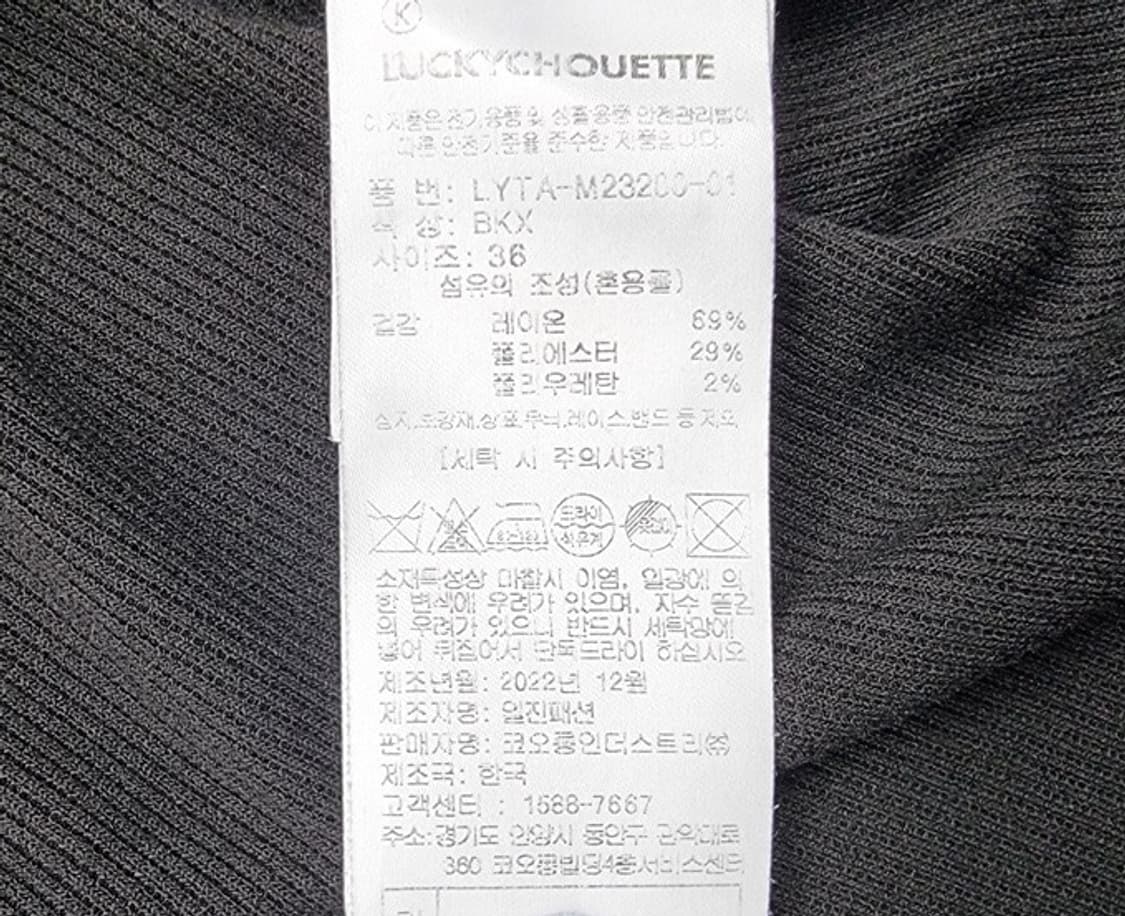 K
LUCKYCHOUETTE
이 제품은 전기용품 및 생활용품 안전관리법에
따른 안전기준을 준수한 제품입니다.
품 번: LYTA-M23200-01
색 상: BKX
사이즈: 36
섬유의 조성(혼용률)
겉감 레이온 69%
폴리에스터 29%
폴리우레탄 2%
심지,보강재,상표,무늬,레이스,밴드 등 제외
[세탁 시 주의사항]
드라이
석유계
소재특성상 마찰시 이염, 일광에 의
한 변색에 우려가 있으며, 자수 뜯김
의 우려가 있으니 반드시 세탁망에
넣어 뒤집어서 단독드라이 하십시오
제조년월: 2022년 12월
제조자명: 일진패션
판매자명: 코오롱인더스트리㈜
제조국: 한국
고객센터 : 1588-7667
주소:경기도 안양시 동안구 관악대로
360 코오롱빌딩4층서비스센터